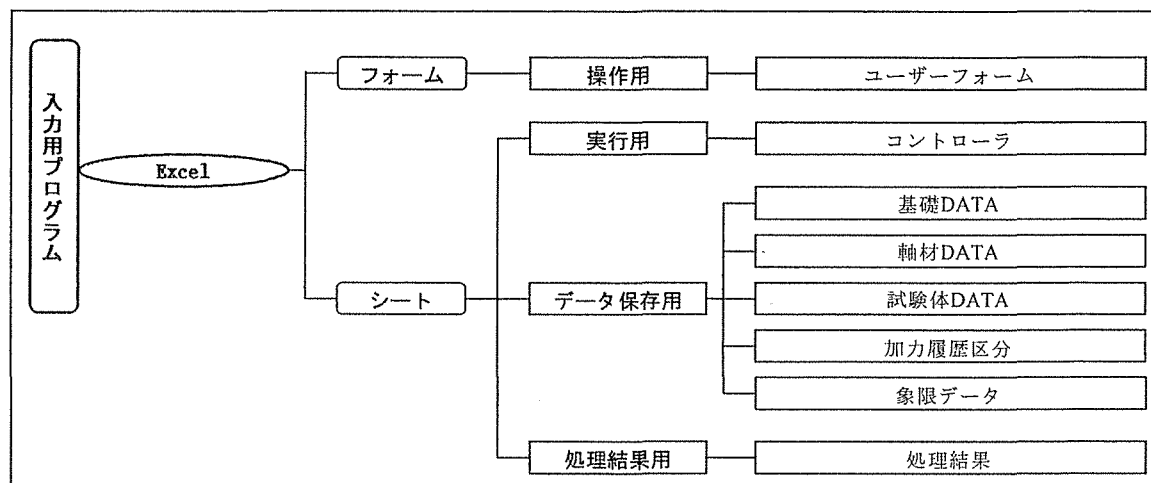 入力用プログラム
Excel
フォーム
操作用
ユーザーフォーム
実行用
コントローラ
シート
データ保存用
基礎DATA
軸材DATA
試験体DATA
加力履歴区分
象限データ
処理結果用
処理結果